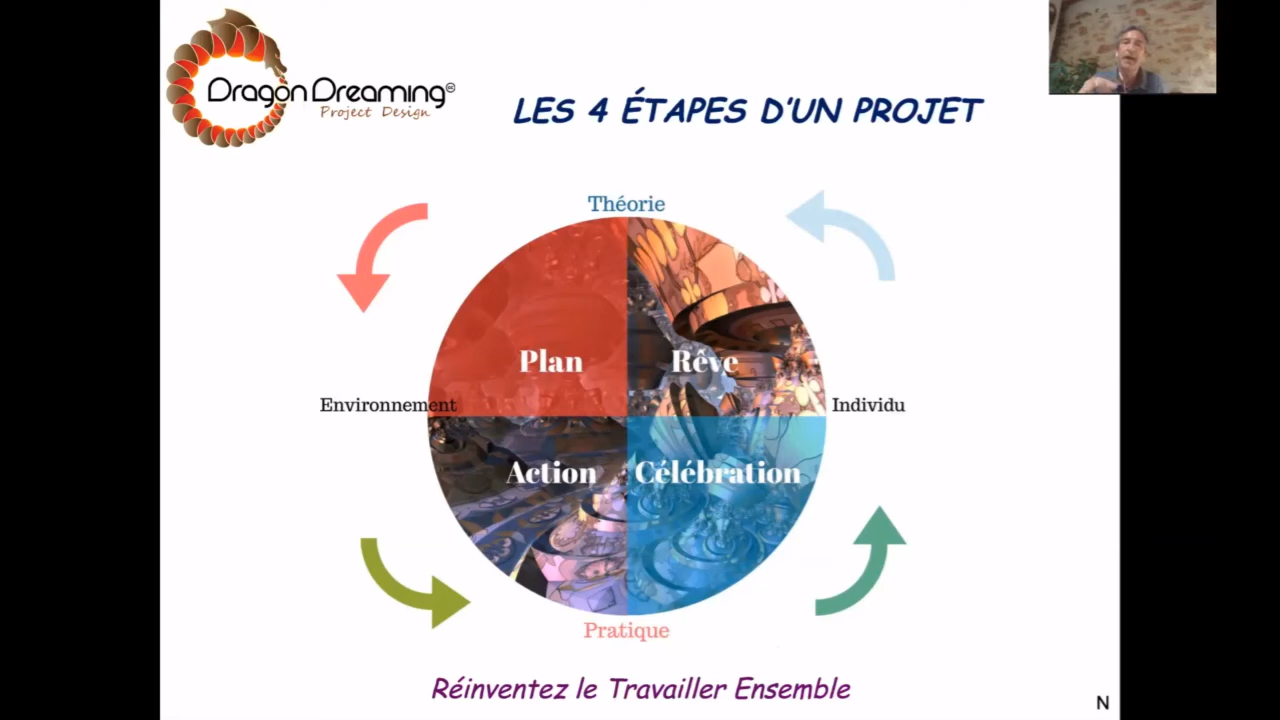 Dragon Dreaming
Project Design
LES 4 ÉTAPES D'UN PROJET
Théorie
Plan
Rêve
Environnement
Individu
Action
Célébration
Pratique
Réinventez le Travailler Ensemble
N